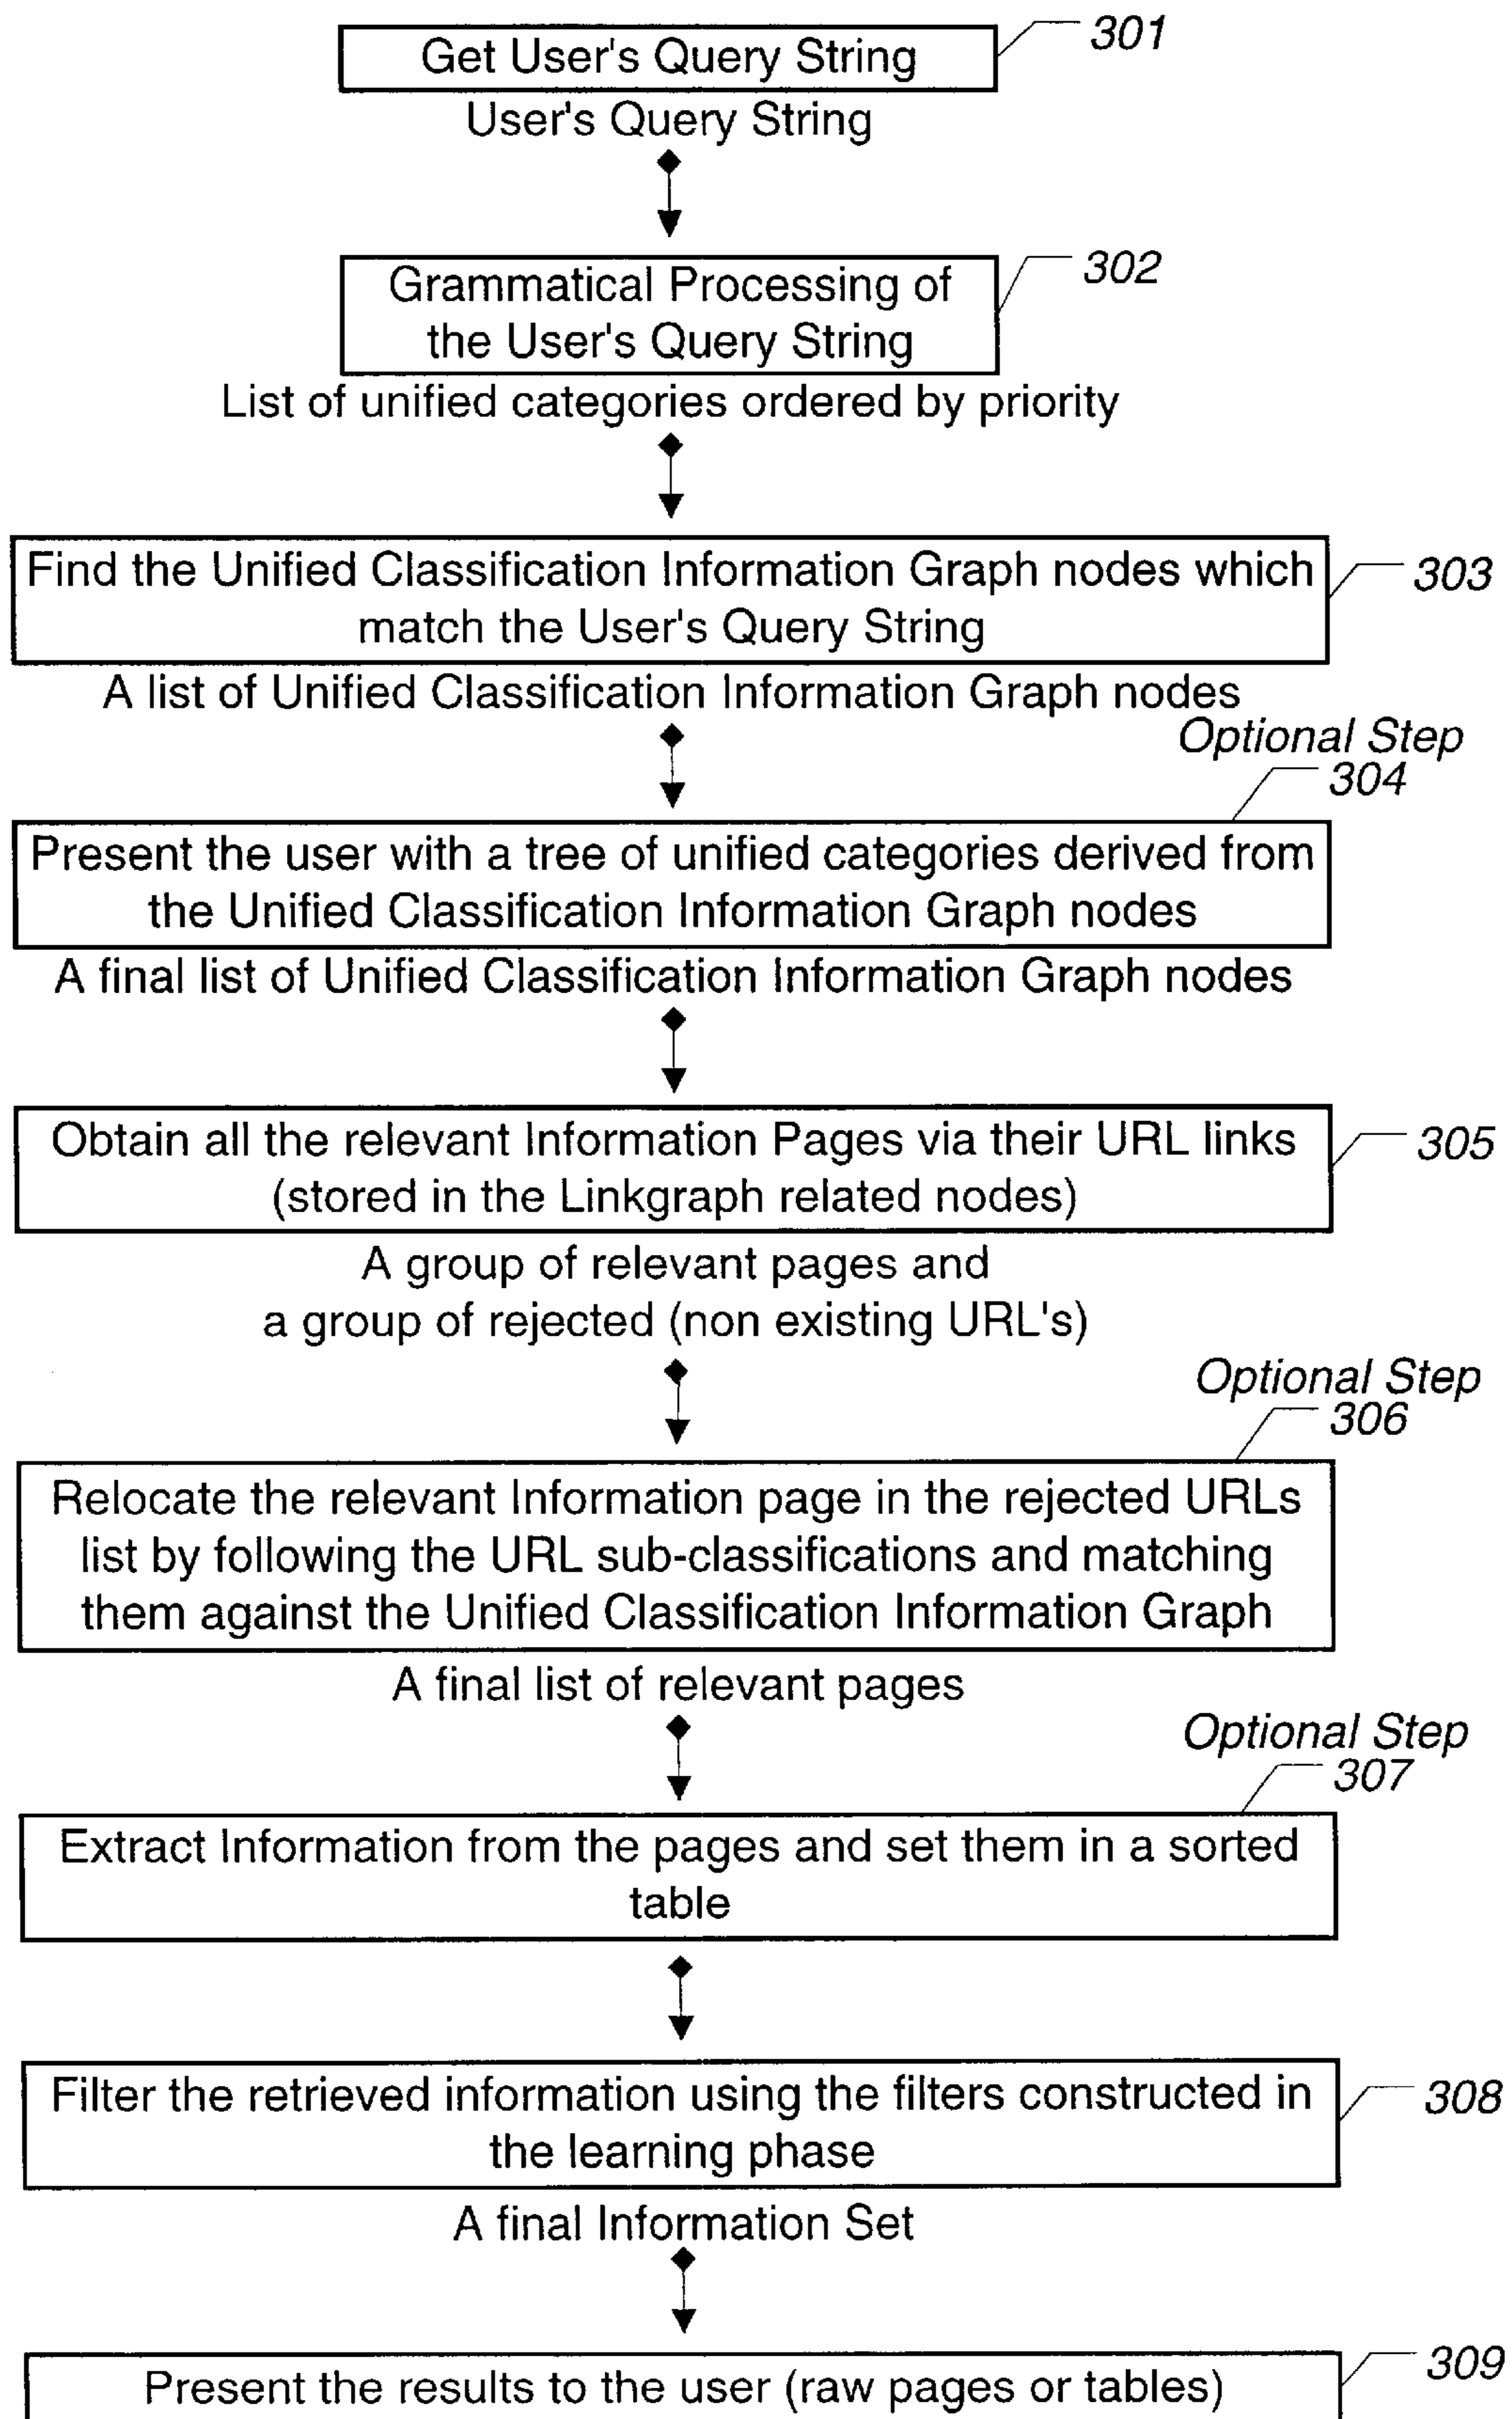 301
Get User's Query String
User's Query String
302
Grammatical Processing of
the User's Query String
List of unified categories ordered by priority
Find the Unified Classification Information Graph nodes which
303
match the User's Query String
A list of Unified Classification Information Graph nodes
Optional Step
304
Present the user with a tree of unified categories derived from
the Unified Classification Information Graph nodes
A final list of Unified Classification Information Graph nodes
Obtain all the relevant Information Pages via their URL links
305
(stored in the Linkgraph related nodes)
A group of relevant pages and
a group of rejected (non existing URL's)
Optional Step
306
Relocate the relevant Information page in the rejected URLs
list by following the URL sub-classifications and matching
them against the Unified Classification Information Graph
A final list of relevant pages
Optional Step
307
Extract Information from the pages and set them in a sorted
table
Filter the retrieved information using the filters constructed in
308
the learning phase
A final Information Set
309
Present the results to the user (raw pages or tables)